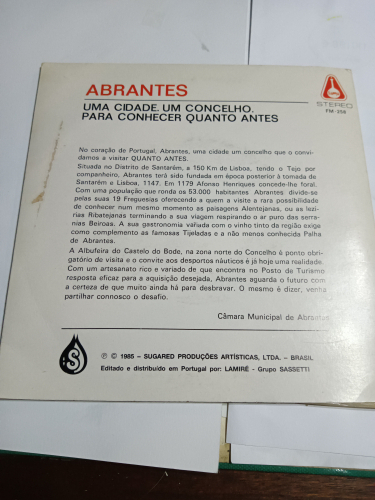 ABRANTES
UMA CIDADE. UM CONCELHO.
PARA CONHECER QUANTO ANTES
STEREO
FM-258
No coração de Portugal, Abrantes, uma cidade um concelho que o convi-
damos a visitar QUANTO ANTES.
Situada no Distrito de Santarém, a 150 Km de Lisboa, tendo o Tejo por
companheiro, Abrantes terá sido fundada em época posterior à tomada de
Santarém e Lisboa, 1147. Em 1179 Afonso Henriques concede-lhe foral.
Com uma população que ronda os 53.000 habitantes Abrantes divide-se
pelas suas 19 Freguesias oferecendo a quem a visite a rara possibilidade
de conhecer num mesmo momento as paisagens Alentejanas, ou as lezí-
rias Ribatejanas terminando a sua viagem respirando o ar puro das serra-
nias Beiroas. A sua gastronomia variada com o vinho tinto da região exige
como complemento as famosas Tijeladas e a não menos conhecida Palha
de Abrantes.
A Albufeira do Castelo do Bode, na zona norte do Concelho é ponto obri-
gatório de visita e o convite aos desportos náuticos é já hoje uma realidade.
Com um artesanato rico e variado de que encontra no Posto de Turismo
resposta eficaz para a aquisição desejada, Abrantes aguarda o futuro com
a certeza de que muito ainda há para desbravar. O mesmo é dizer, venha
partilhar connosco o desafio.
Câmara Municipal de Abrantes
S
℗ © 1985 – SUGARED PRODUÇÕES ARTÍSTICAS, LTDA. – BRASIL
Editado e distribuído em Portugal por: LAMIRÉ - Grupo SASSETTI